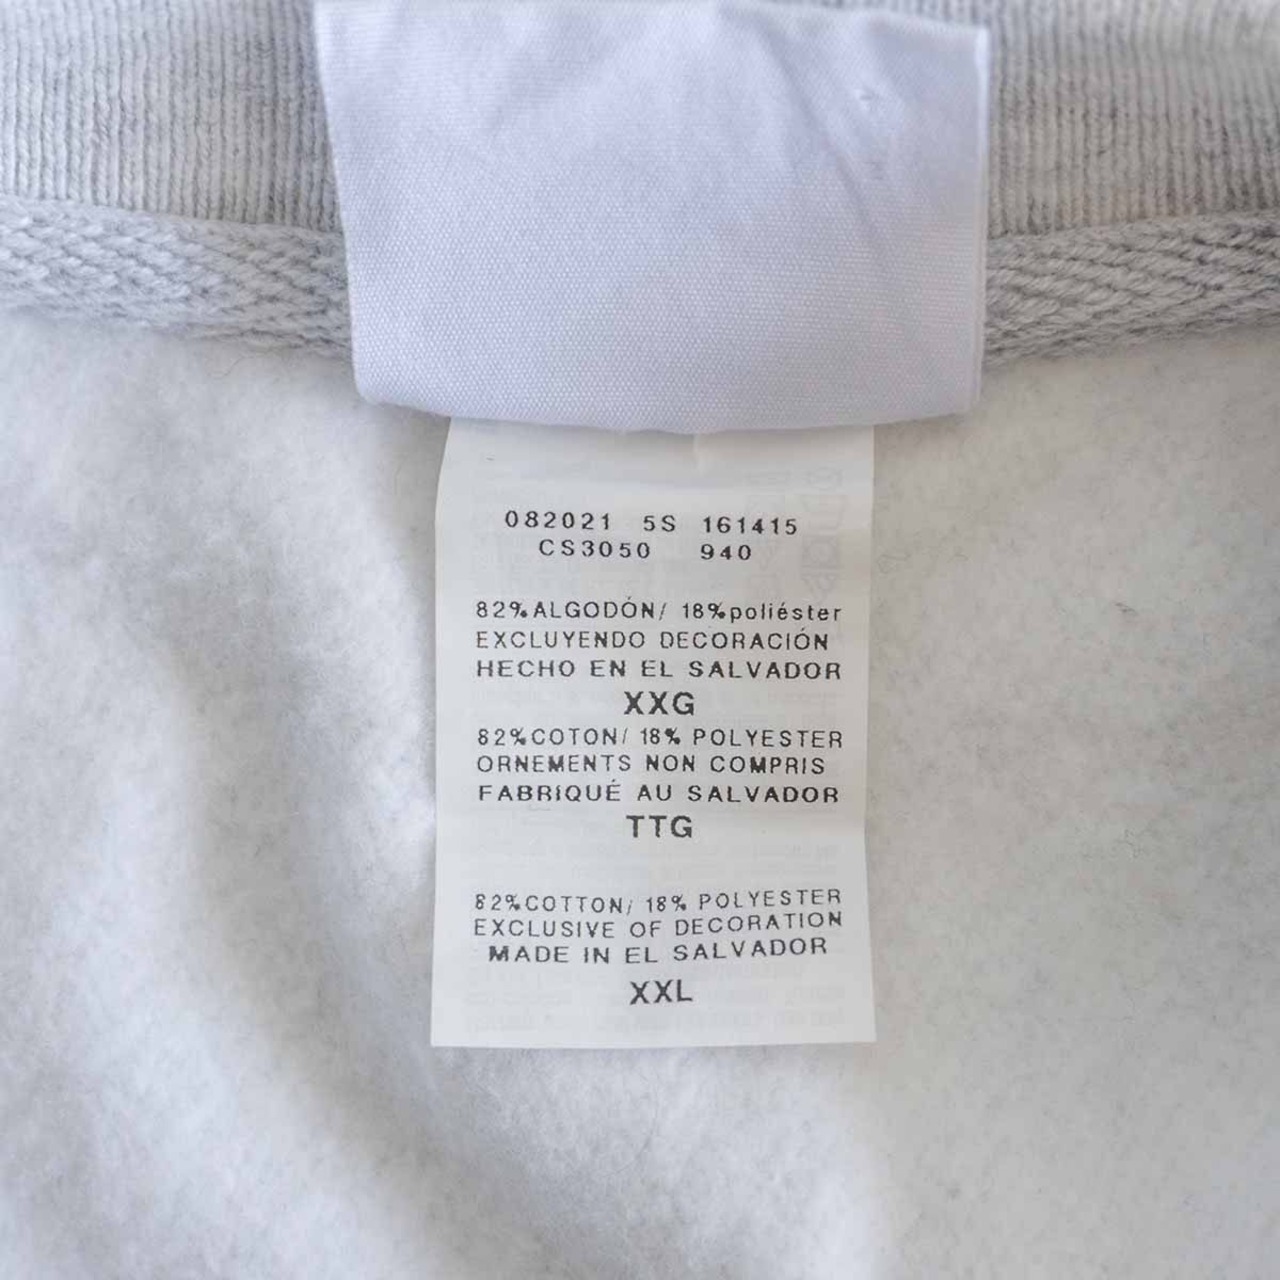 082021 5S 161415
CS3050 940
82%ALGODÓN/ 18%poliéster
EXCLUYENDO DECORACIÓN
HECHO EN EL SALVADOR
XXG
82%COTON/ 18% POLYESTER
ORNEMENTS NON COMPRIS
FABRIQUÉ AU SALVADOR
TTG
82%COTTON/ 18% POLYESTER
EXCLUSIVE OF DECORATION
MADE IN EL SALVADOR
XXL